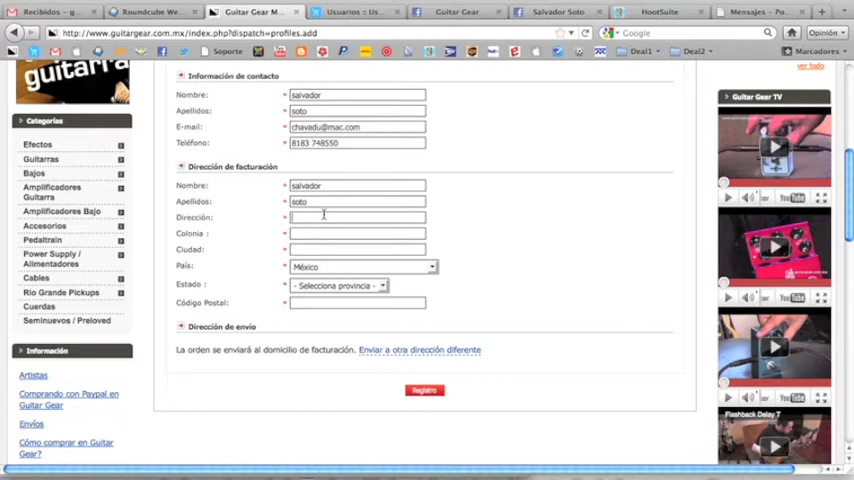 Recibidos – g...
Roundcube We...
Guitar Gear M...
Usuarios :: Us...
Guitar Gear
Salvador Soto
HootSuite
Mensajes – Po...
http://www.guitargear.com.mx/index.php?dispatch=profiles.add
Google
Opinión
Soporte
Deal1
Deal2
Marcadores
guitarra
ver todo
Categorías
Efectos
Guitarras
Bajos
Amplificadores
Guitarra
Amplificadores Bajo
Accesorios
Pedaltrain
Power Supply /
Alimentadores
Cables
Rio Grande Pickups
Cuerdas
Seminuevos / Preloved
Información
Artistas
Comprando con Paypal en
Guitar Gear
Envíos
Cómo comprar en Guitar
Gear?
Información de contacto
Nombre: * salvador
Apellidos: * soto
E-mail: * chavadu@mac.com
Teléfono: * 8183 748550
Dirección de facturación
Nombre: * salvador
Apellidos: * soto
Dirección: *
Colonia : *
Ciudad: *
País: * México
Estado : * - Selecciona provincia -
Código Postal: *
Dirección de envío
La orden se enviará al domicilio de facturación. Enviar a otra dirección diferente
Registro
Guitar Gear TV
YouTube
YouTube
YouTube
Flashback Delay T